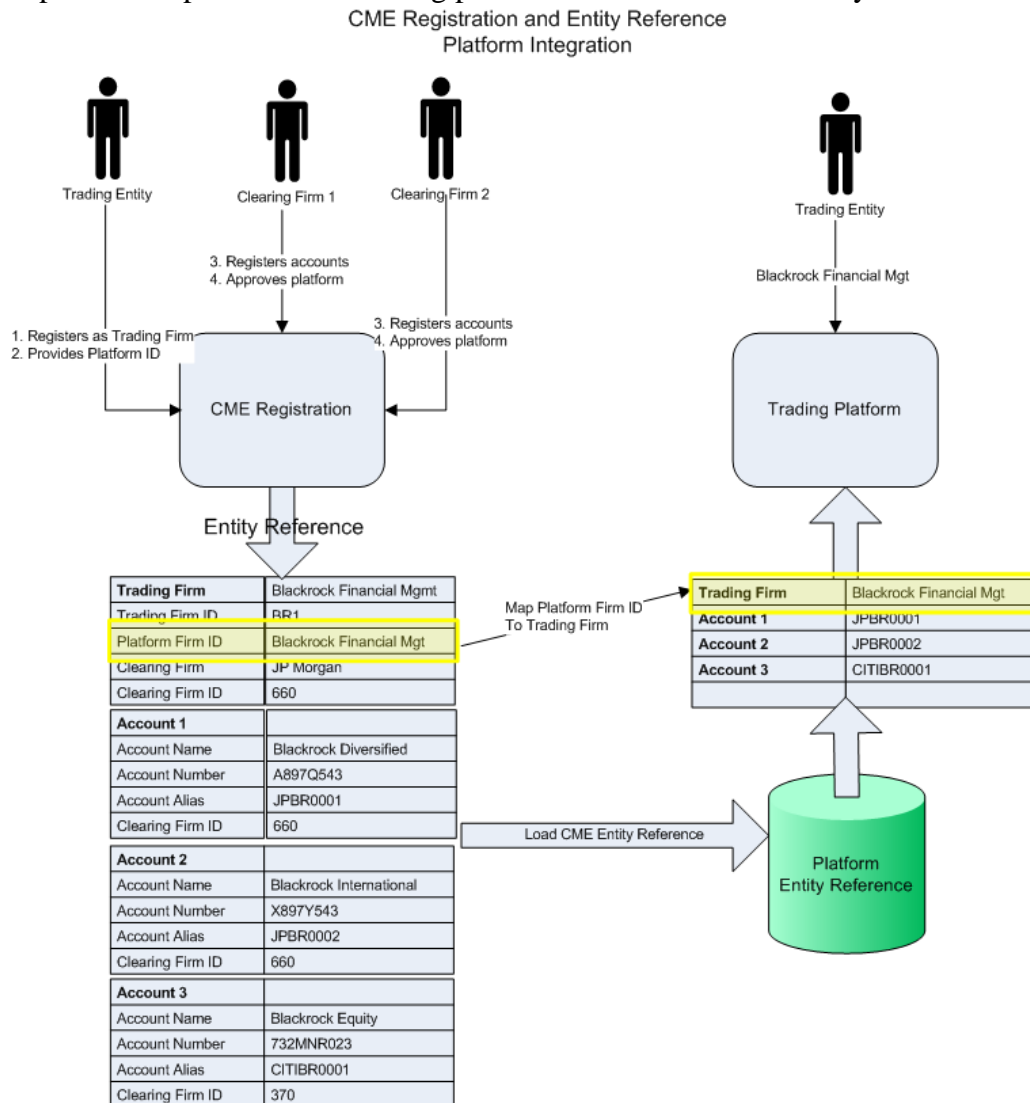 CME Registration and Entity Reference
Platform Integration
Trading Entity
Clearing Firm 1
Clearing Firm 2
Trading Entity
3. Registers accounts
4. Approves platform
Blackrock Financial Mgt
1. Registers as Trading Firm
2. Provides Platform ID
3. Registers accounts
4. Approves platform
CME Registration
Trading Platform
Entity Reference
Trading Firm Blackrock Financial Mgmt
Trading Firm ID BR1
Platform Firm ID Blackrock Financial Mgt
Clearing Firm JP Morgan
Clearing Firm ID 660
Map Platform Firm ID
To Trading Firm
Trading Firm Blackrock Financial Mgt
Account 1 JPBR0001
Account 2 JPBR0002
Account 3 CITIBR0001
Account 1
Account Name Blackrock Diversified
Account Number A897Q543
Account Alias JPBR0001
Clearing Firm ID 660
Load CME Entity Reference
Platform
Entity Reference
Account 2
Account Name Blackrock International
Account Number X897Y543
Account Alias JPBR0002
Clearing Firm ID 660
Account 3
Account Name Blackrock Equity
Account Number 732MNR023
Account Alias CITIBR0001
Clearing Firm ID 370